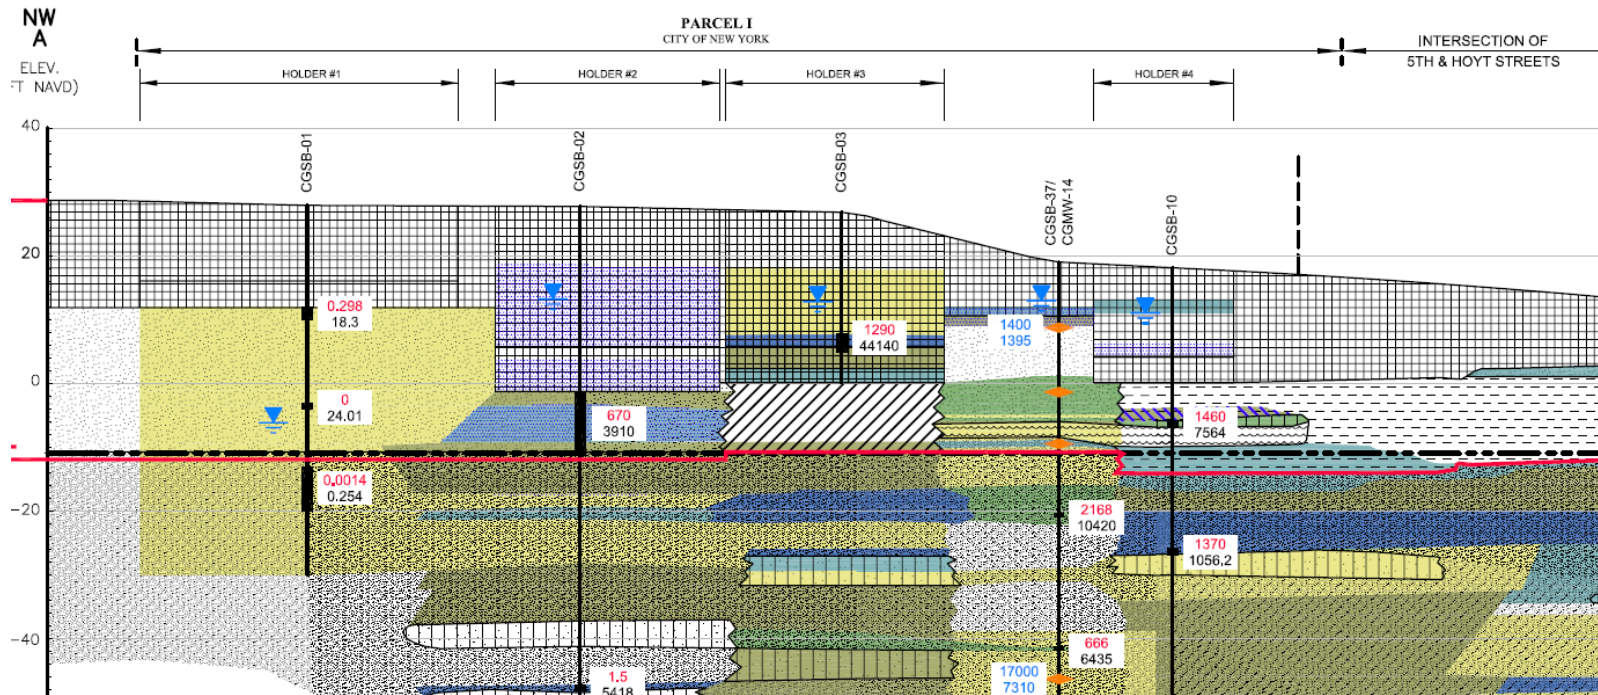 NW
A
PARCEL I
CITY OF NEW YORK
INTERSECTION OF
5TH & HOYT STREETS
ELEV.
FT NAVD)
HOLDER #1
HOLDER #2
HOLDER #3
HOLDER #4
40
20
0
-20
-40
CGSB-01
CGSB-02
CGSB-03
CGSB-37/
CGMW-14
CGSB-10
0.298
18.3
0
24.01
0.0014
0.254
670
3910
1.5
5418
1290
44140
1400
1395
2168
10420
666
6435
17000
7310
1460
7564
1370
1056.2